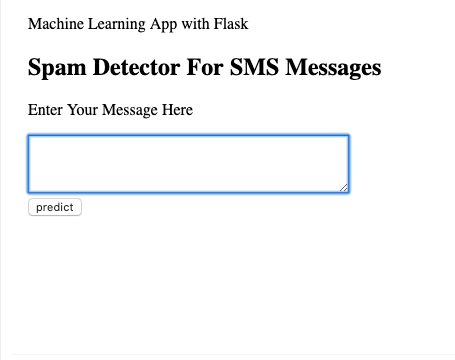 Machine Learning App with Flask
Spam Detector For SMS Messages
Enter Your Message Here
predict